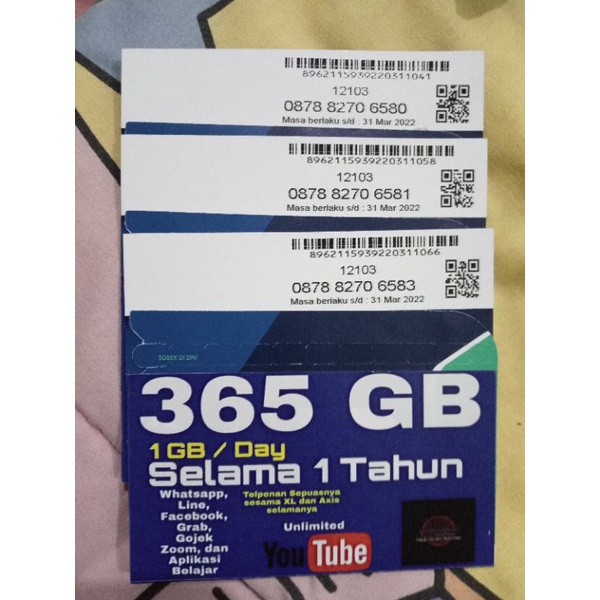 8962115939220311041
12103
0878 8270 6580
Masa berlaku s/d : 31 Mar 2022
8962115939220311058
12103
0878 8270 6581
Masa berlaku s/d : 31 Mar 2022
8962115939220311066
12103
0878 8270 6583
Masa berlaku s/d : 31 Mar 2022
SOBEK DI SINI
365 GB
1 GB / Day
Selama 1 Tahun
Whatsapp,
Line,
Facebook,
Grab,
Gojek
Zoom, dan
Aplikasi
Belajar
Telponan Sepuasnya
sesama XL dan Axis
selamanya
Unlimited
YouTube